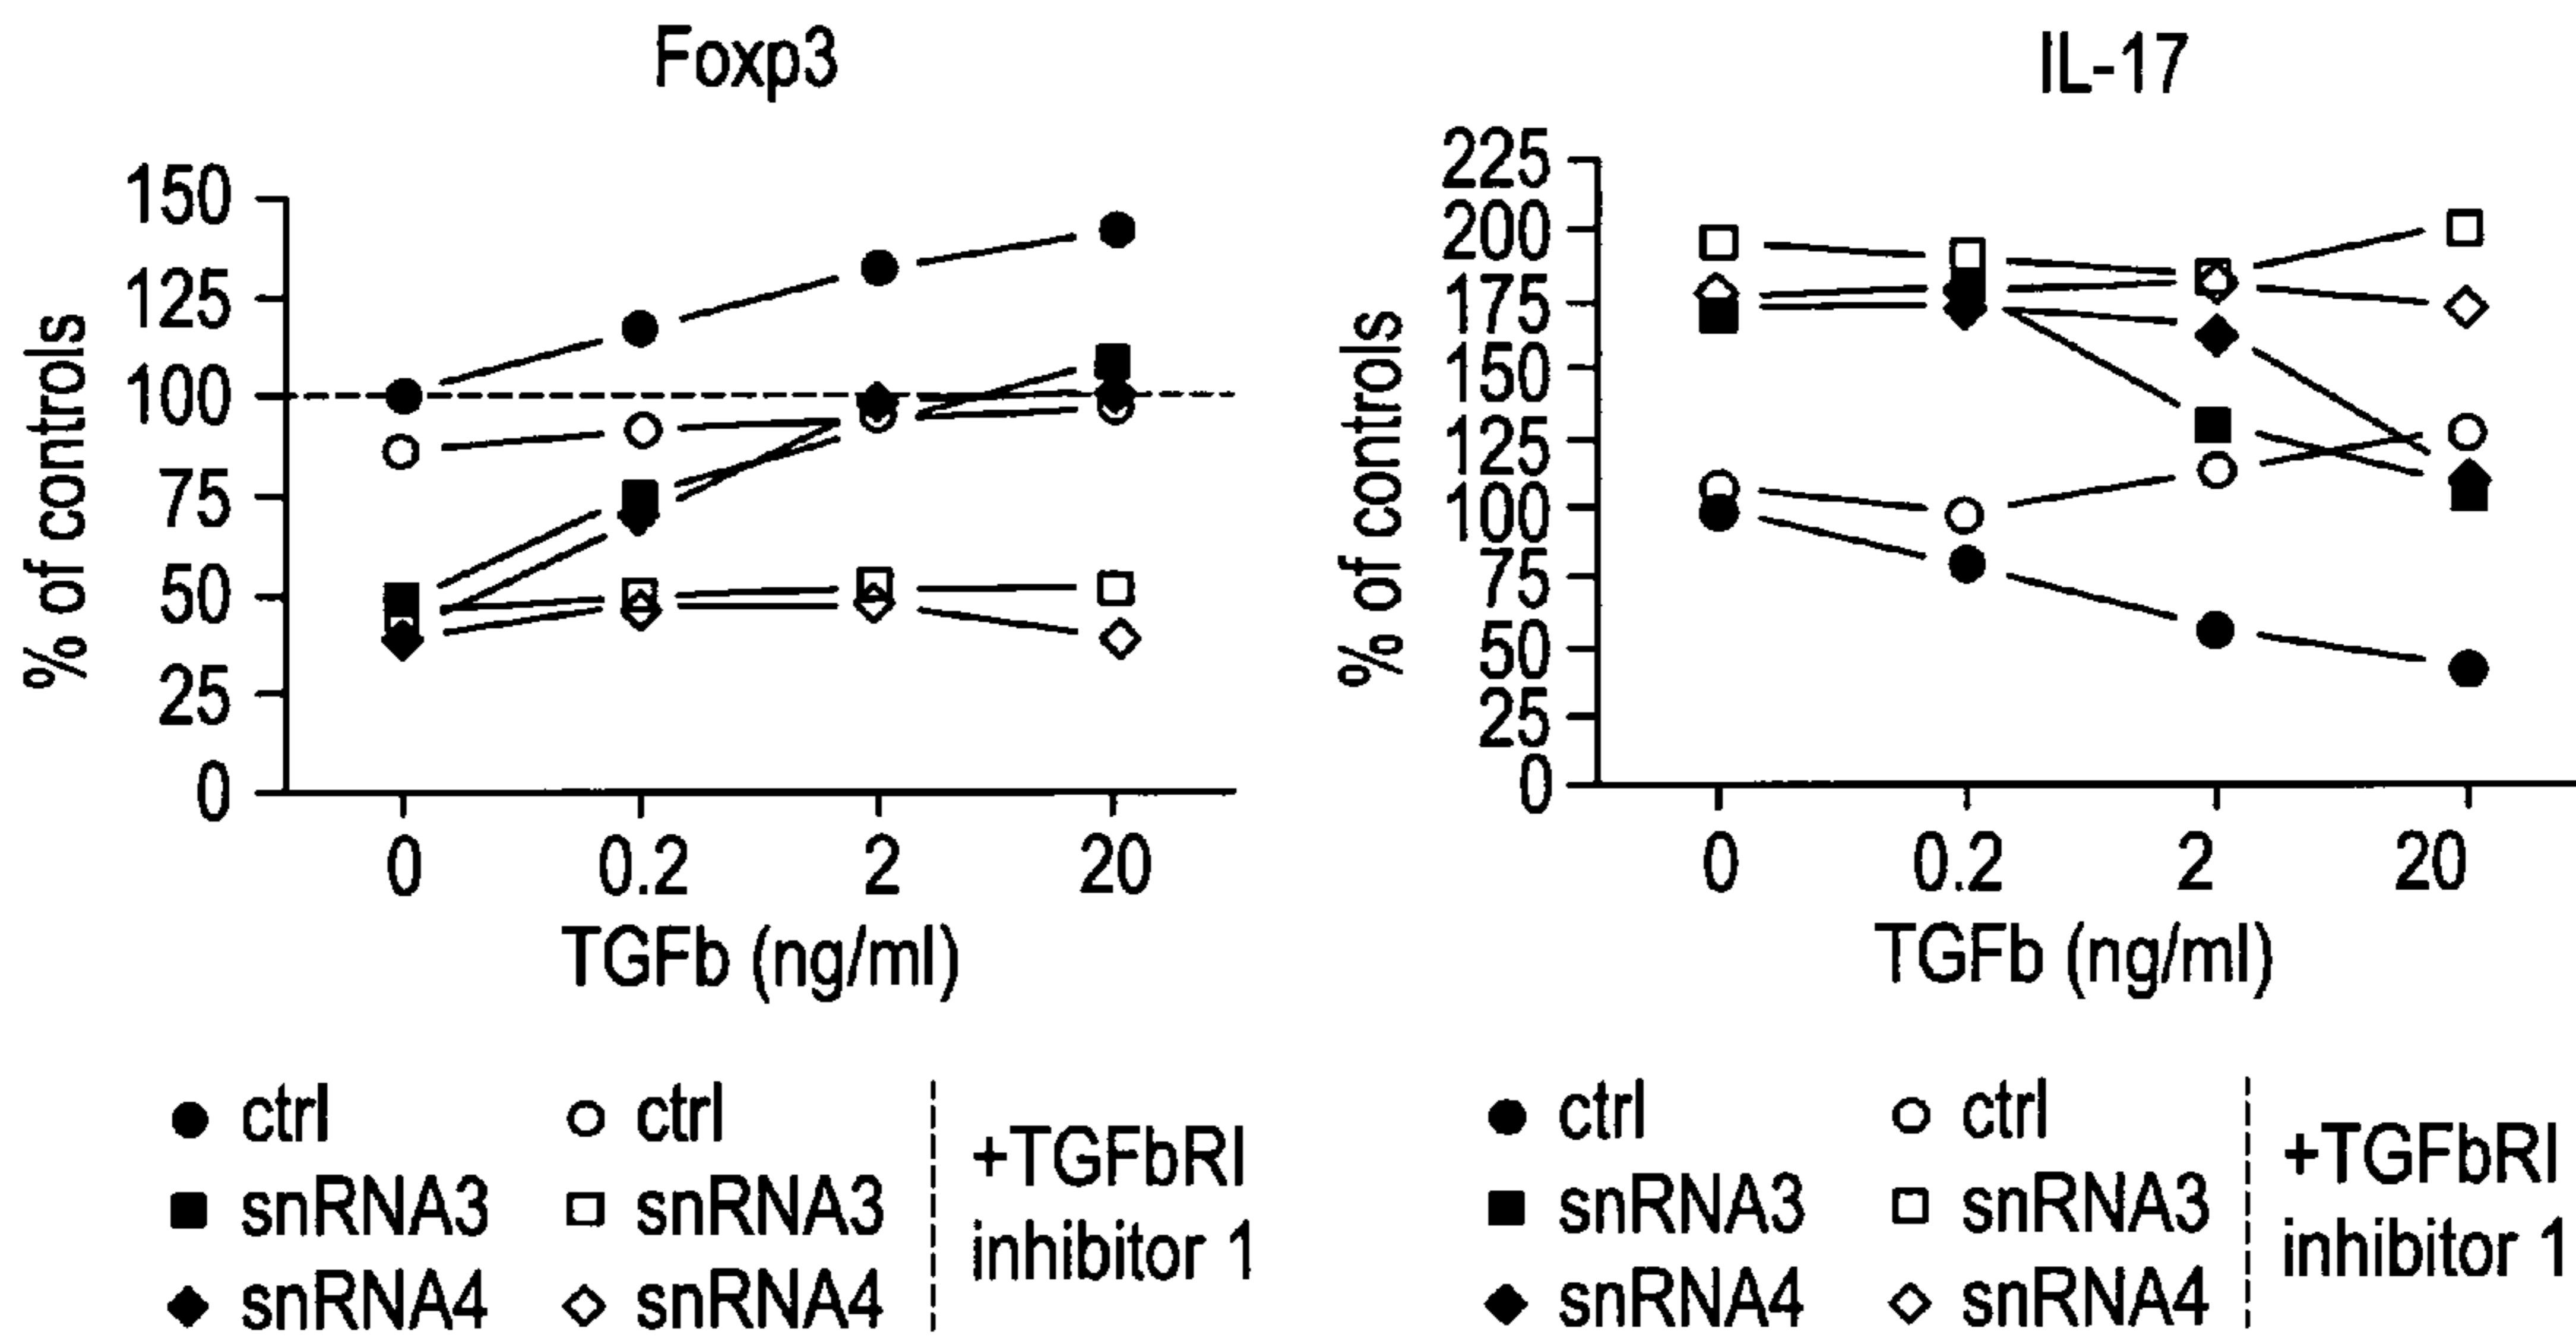 Foxp3
% of controls
150
125
100
75
50
25
0
0 0.2 2 20
TGFb (ng/ml)
ctrl ctrl
snRNA3 snRNA3
snRNA4 snRNA4
+TGFbRI
inhibitor 1
IL-17
% of controls
225
200
175
150
125
100
75
50
25
0
0 0.2 2 20
TGFb (ng/ml)
ctrl ctrl
snRNA3 snRNA3
snRNA4 snRNA4
+TGFbRI
inhibitor 1